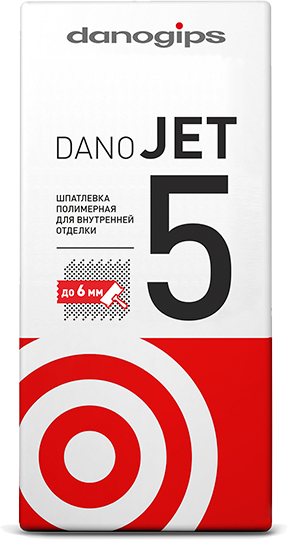 danogips
DANO JET
5
ШПАТЛЕВКА
ПОЛИМЕРНАЯ
ДЛЯ ВНУТРЕННЕЙ
ОТДЕЛКИ
до 6 мм